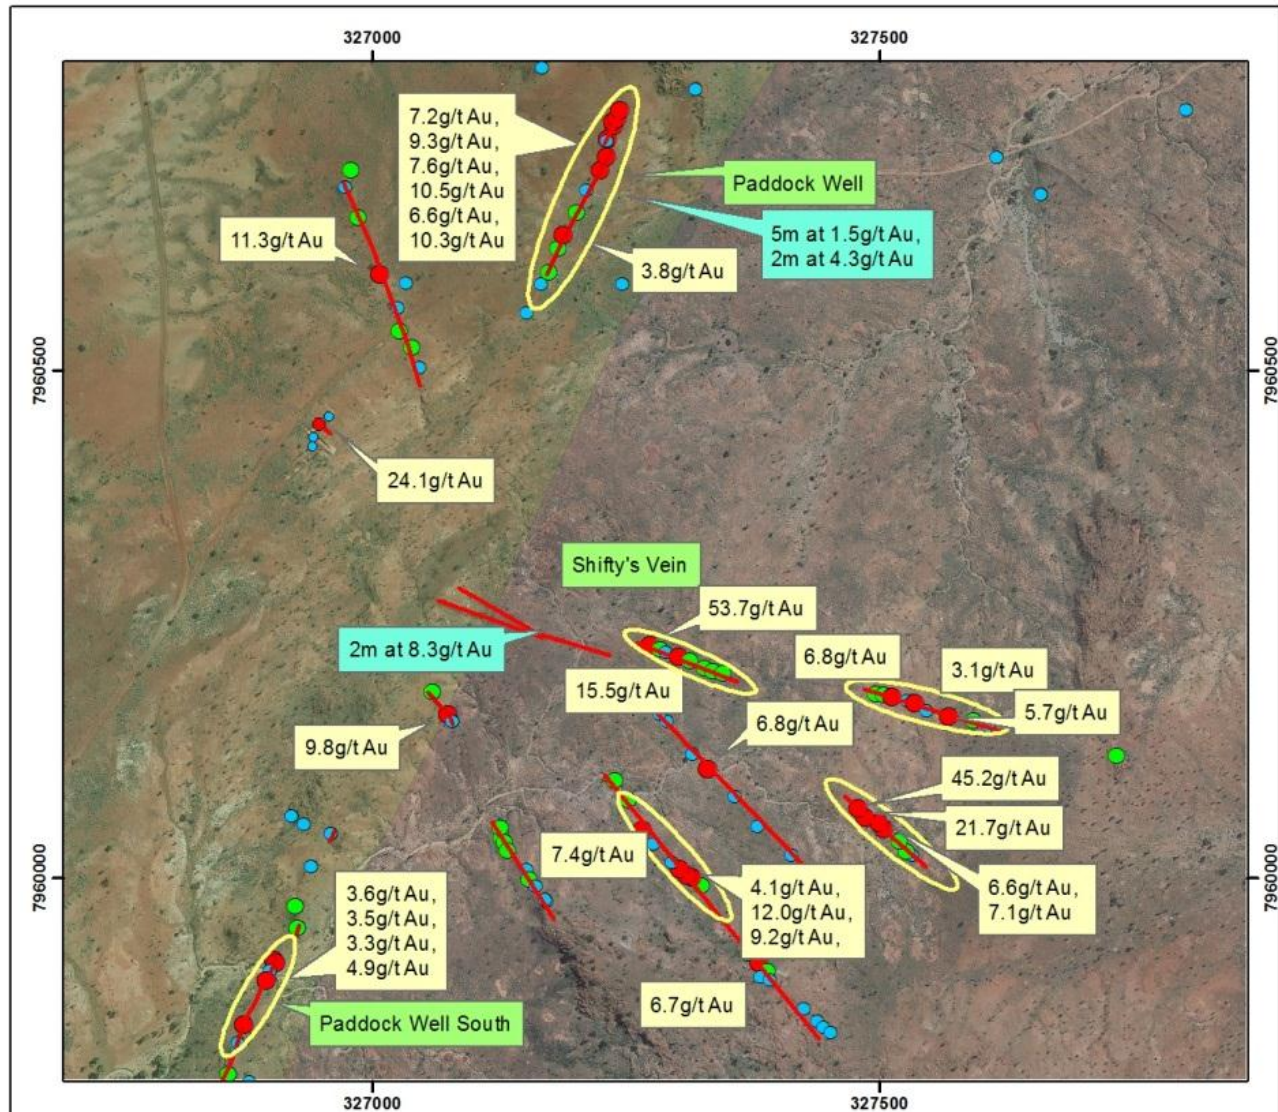 327000
327500
7.2g/t Au,
9.3g/t Au,
7.6g/t Au,
10.5g/t Au
6.6g/t Au,
10.3g/t Au
Paddock Well
5m at 1.5g/t Au,
2m at 4.3g/t Au
11.3g/t Au
3.8g/t Au
7960500
7960500
24.1g/t Au
Shifty's Vein
53.7g/t Au
2m at 8.3g/t Au
6.8g/t Au
3.1g/t Au
15.5g/t Au
5.7g/t Au
6.8g/t Au
9.8g/t Au
45.2g/t Au
21.7g/t Au
7.4g/t Au
7960000
7960000
3.6g/t Au,
3.5g/t Au,
3.3g/t Au,
4.9g/t Au
4.1g/t Au,
12.0g/t Au,
9.2g/t Au,
6.6g/t Au,
7.1g/t Au
6.7g/t Au
Paddock Well South
327000
327500